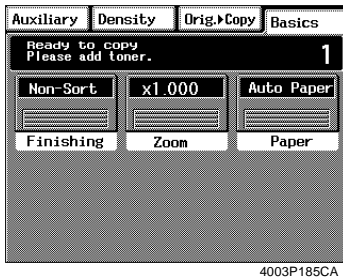 Auxiliary Density Orig.▸Copy Basics
Ready to copy
Please add toner. 1
Non-Sort x1.000 Auto Paper
Finishing Zoom Paper
4003P185CA